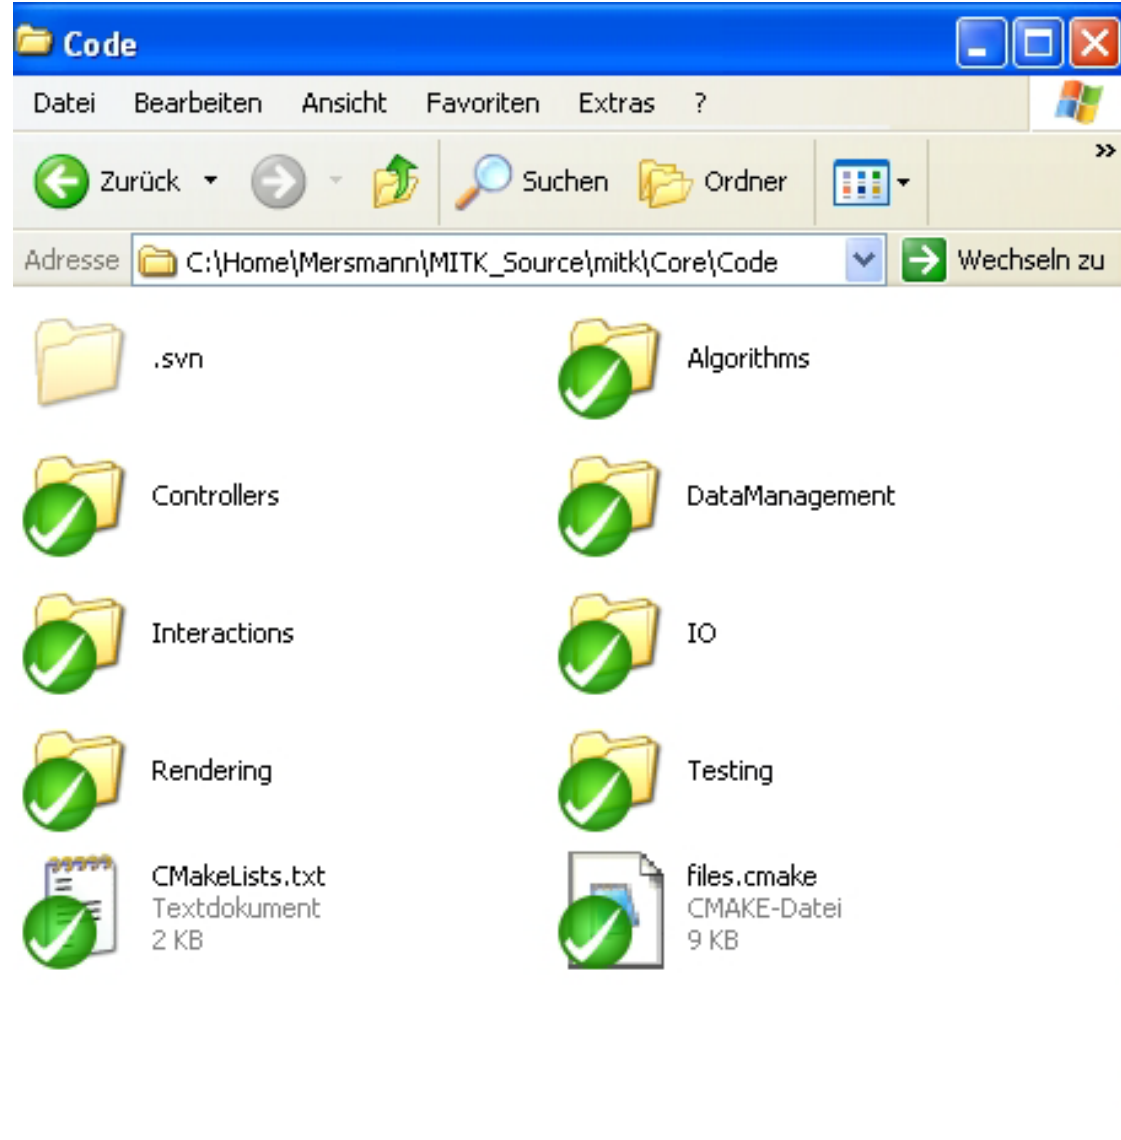 Code
Datei Bearbeiten Ansicht Favoriten Extras ?
Zurück Suchen Ordner »
Adresse C:\Home\Mersmann\MITK_Source\mitk\Core\Code Wechseln zu
.svn Algorithms
Controllers DataManagement
Interactions IO
Rendering Testing
CMakeLists.txt files.cmake
Textdokument CMAKE-Datei
2 KB 9 KB